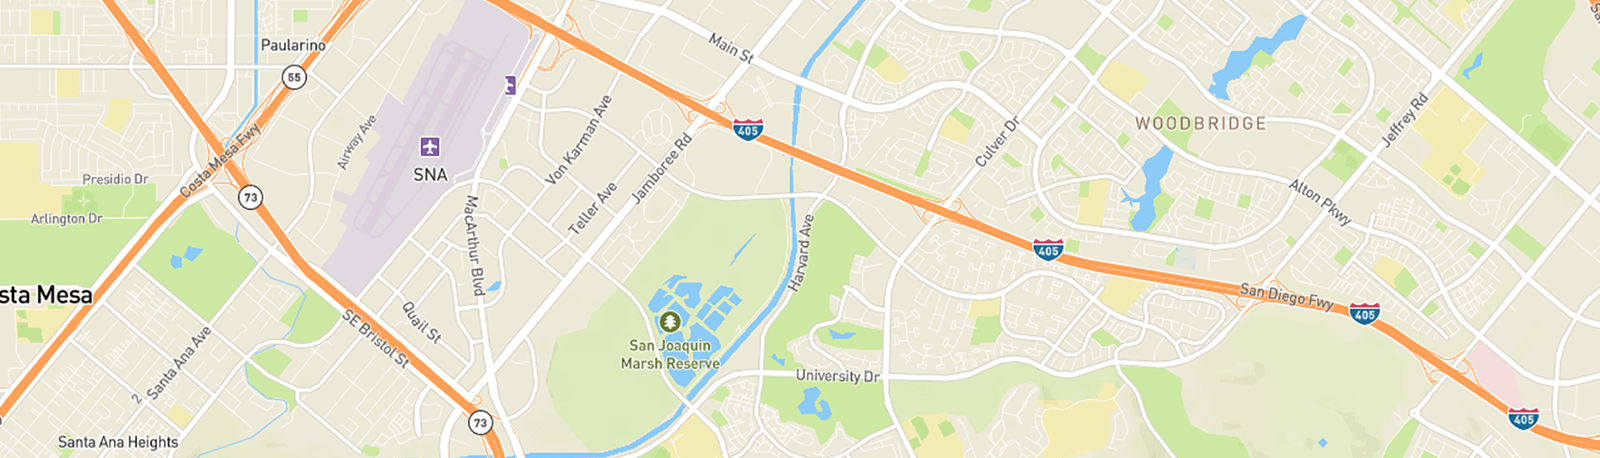 Paularino
55
Main St
Airway Ave
Von Karman Ave
405
Culver Dr
WOODBRIDGE
Jeffrey Rd
Costa Mesa Fwy
SNA
Jamboree Rd
Presidio Dr
73
Teller Ave
Alton Pkwy
Arlington Dr
MacArthur Blvd
Harvard Ave
405
sta Mesa
San Diego Fwy
405
Quail St
SE Bristol St
San Joaquin
Marsh Reserve
Santa Ana Ave
2
University Dr
73
405
Santa Ana Heights